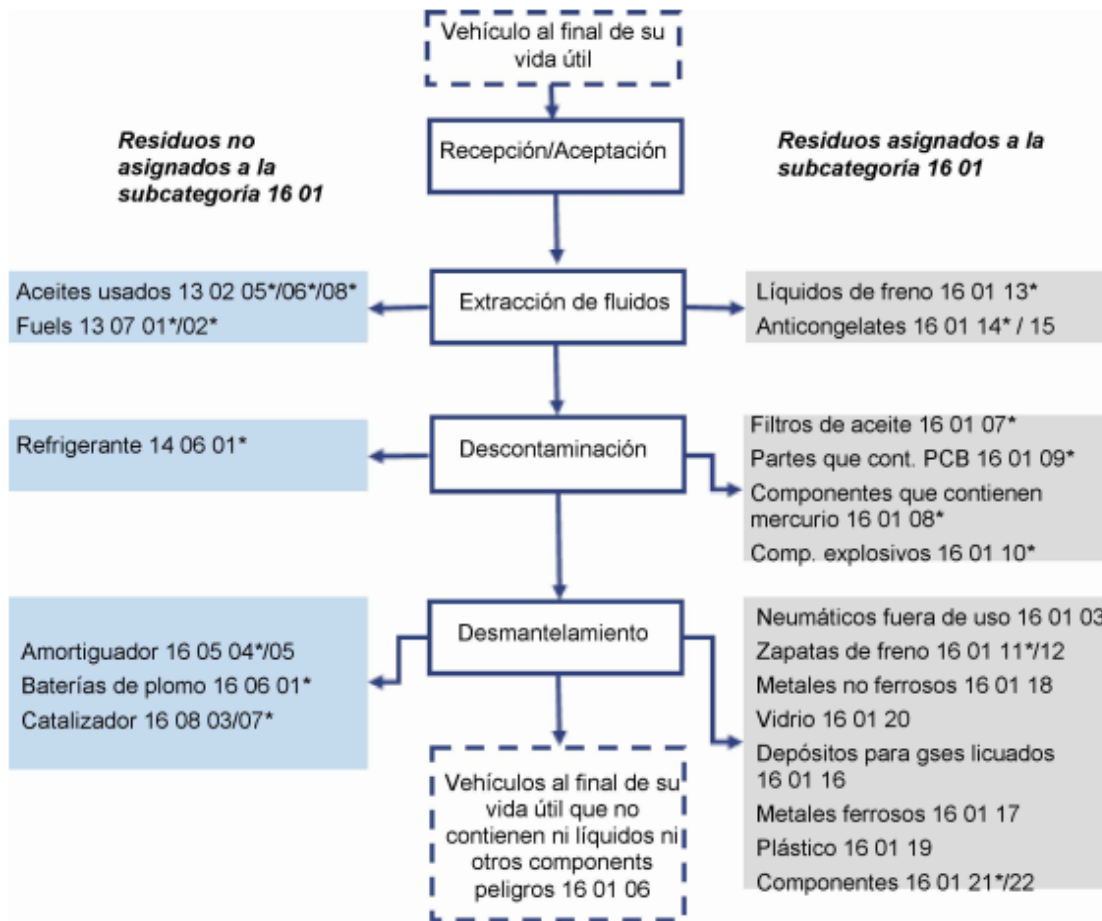 Vehículo al final de su
vida útil
Residuos no
asignados a la
subcategoría 16 01
Recepción/Aceptación
Residuos asignados a la
subcategoría 16 01
Aceites usados 13 02 05*/06*/08*
Fuels 13 07 01*/02*
Extracción de fluidos
Líquidos de freno 16 01 13*
Anticongelates 16 01 14* / 15
Refrigerante 14 06 01*
Descontaminación
Filtros de aceite 16 01 07*
Partes que cont. PCB 16 01 09*
Componentes que contienen
mercurio 16 01 08*
Comp. explosivos 16 01 10*
Amortiguador 16 05 04*/05
Baterías de plomo 16 06 01*
Catalizador 16 08 03/07*
Desmantelamiento
Neumáticos fuera de uso 16 01 03
Zapatas de freno 16 01 11*/12
Metales no ferrosos 16 01 18
Vidrio 16 01 20
Depósitos para gses licuados
16 01 16
Metales ferrosos 16 01 17
Plástico 16 01 19
Componentes 16 01 21*/22
Vehículos al final de su
vida útil que no
contienen ni líquidos ni
otros components
peligros 16 01 06